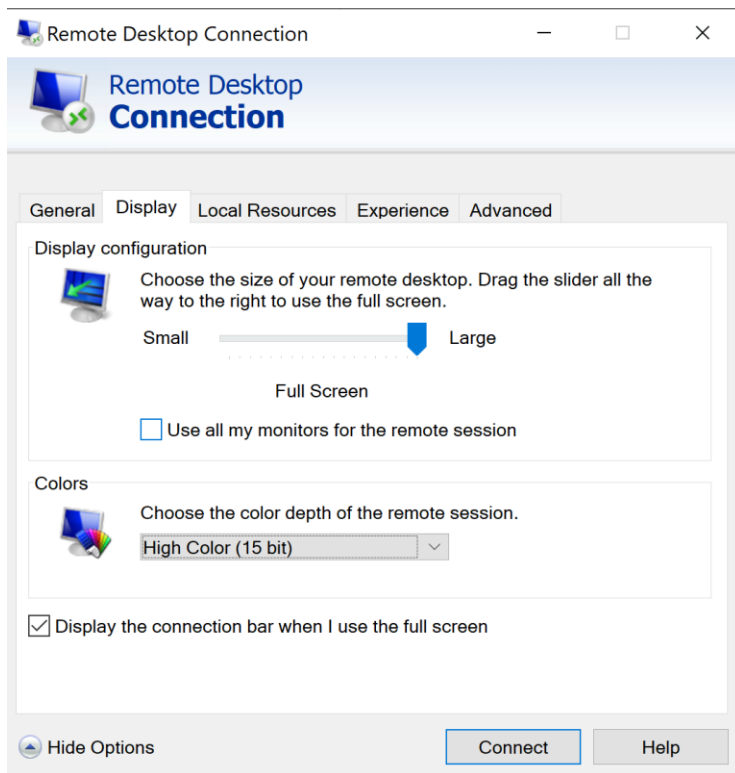 Remote Desktop Connection
Remote Desktop
Connection
General Display Local Resources Experience Advanced
Display configuration
Choose the size of your remote desktop. Drag the slider all the
way to the right to use the full screen.
Small Large
Full Screen
Use all my monitors for the remote session
Colors
Choose the color depth of the remote session.
High Color (15 bit)
Display the connection bar when I use the full screen
Hide Options Connect Help